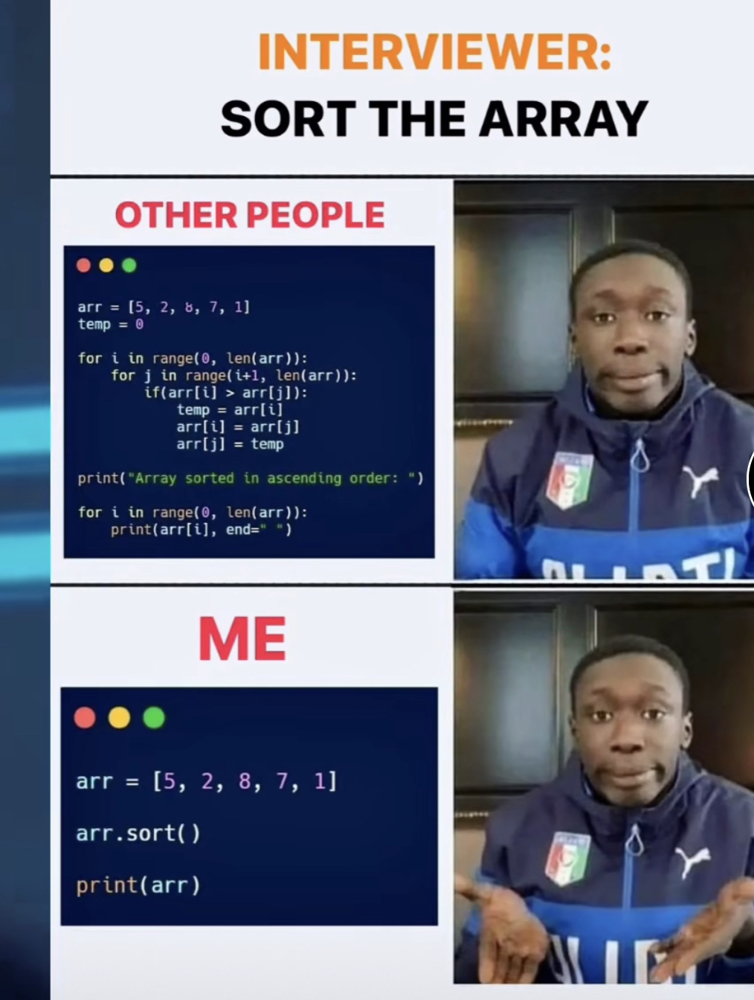 INTERVIEWER:
SORT THE ARRAY
OTHER PEOPLE
arr = [5, 2, 8, 7, 1]
temp = 0
for i in range(0, len(arr)):
    for j in range(i+1, len(arr)):
        if(arr[i] > arr[j]):
            temp = arr[i]
            arr[i] = arr[j]
            arr[j] = temp
print("Array sorted in ascending order: ")
for i in range(0, len(arr)):
    print(arr[i], end=" ")
ME
arr = [5, 2, 8, 7, 1]
arr.sort()
print(arr)